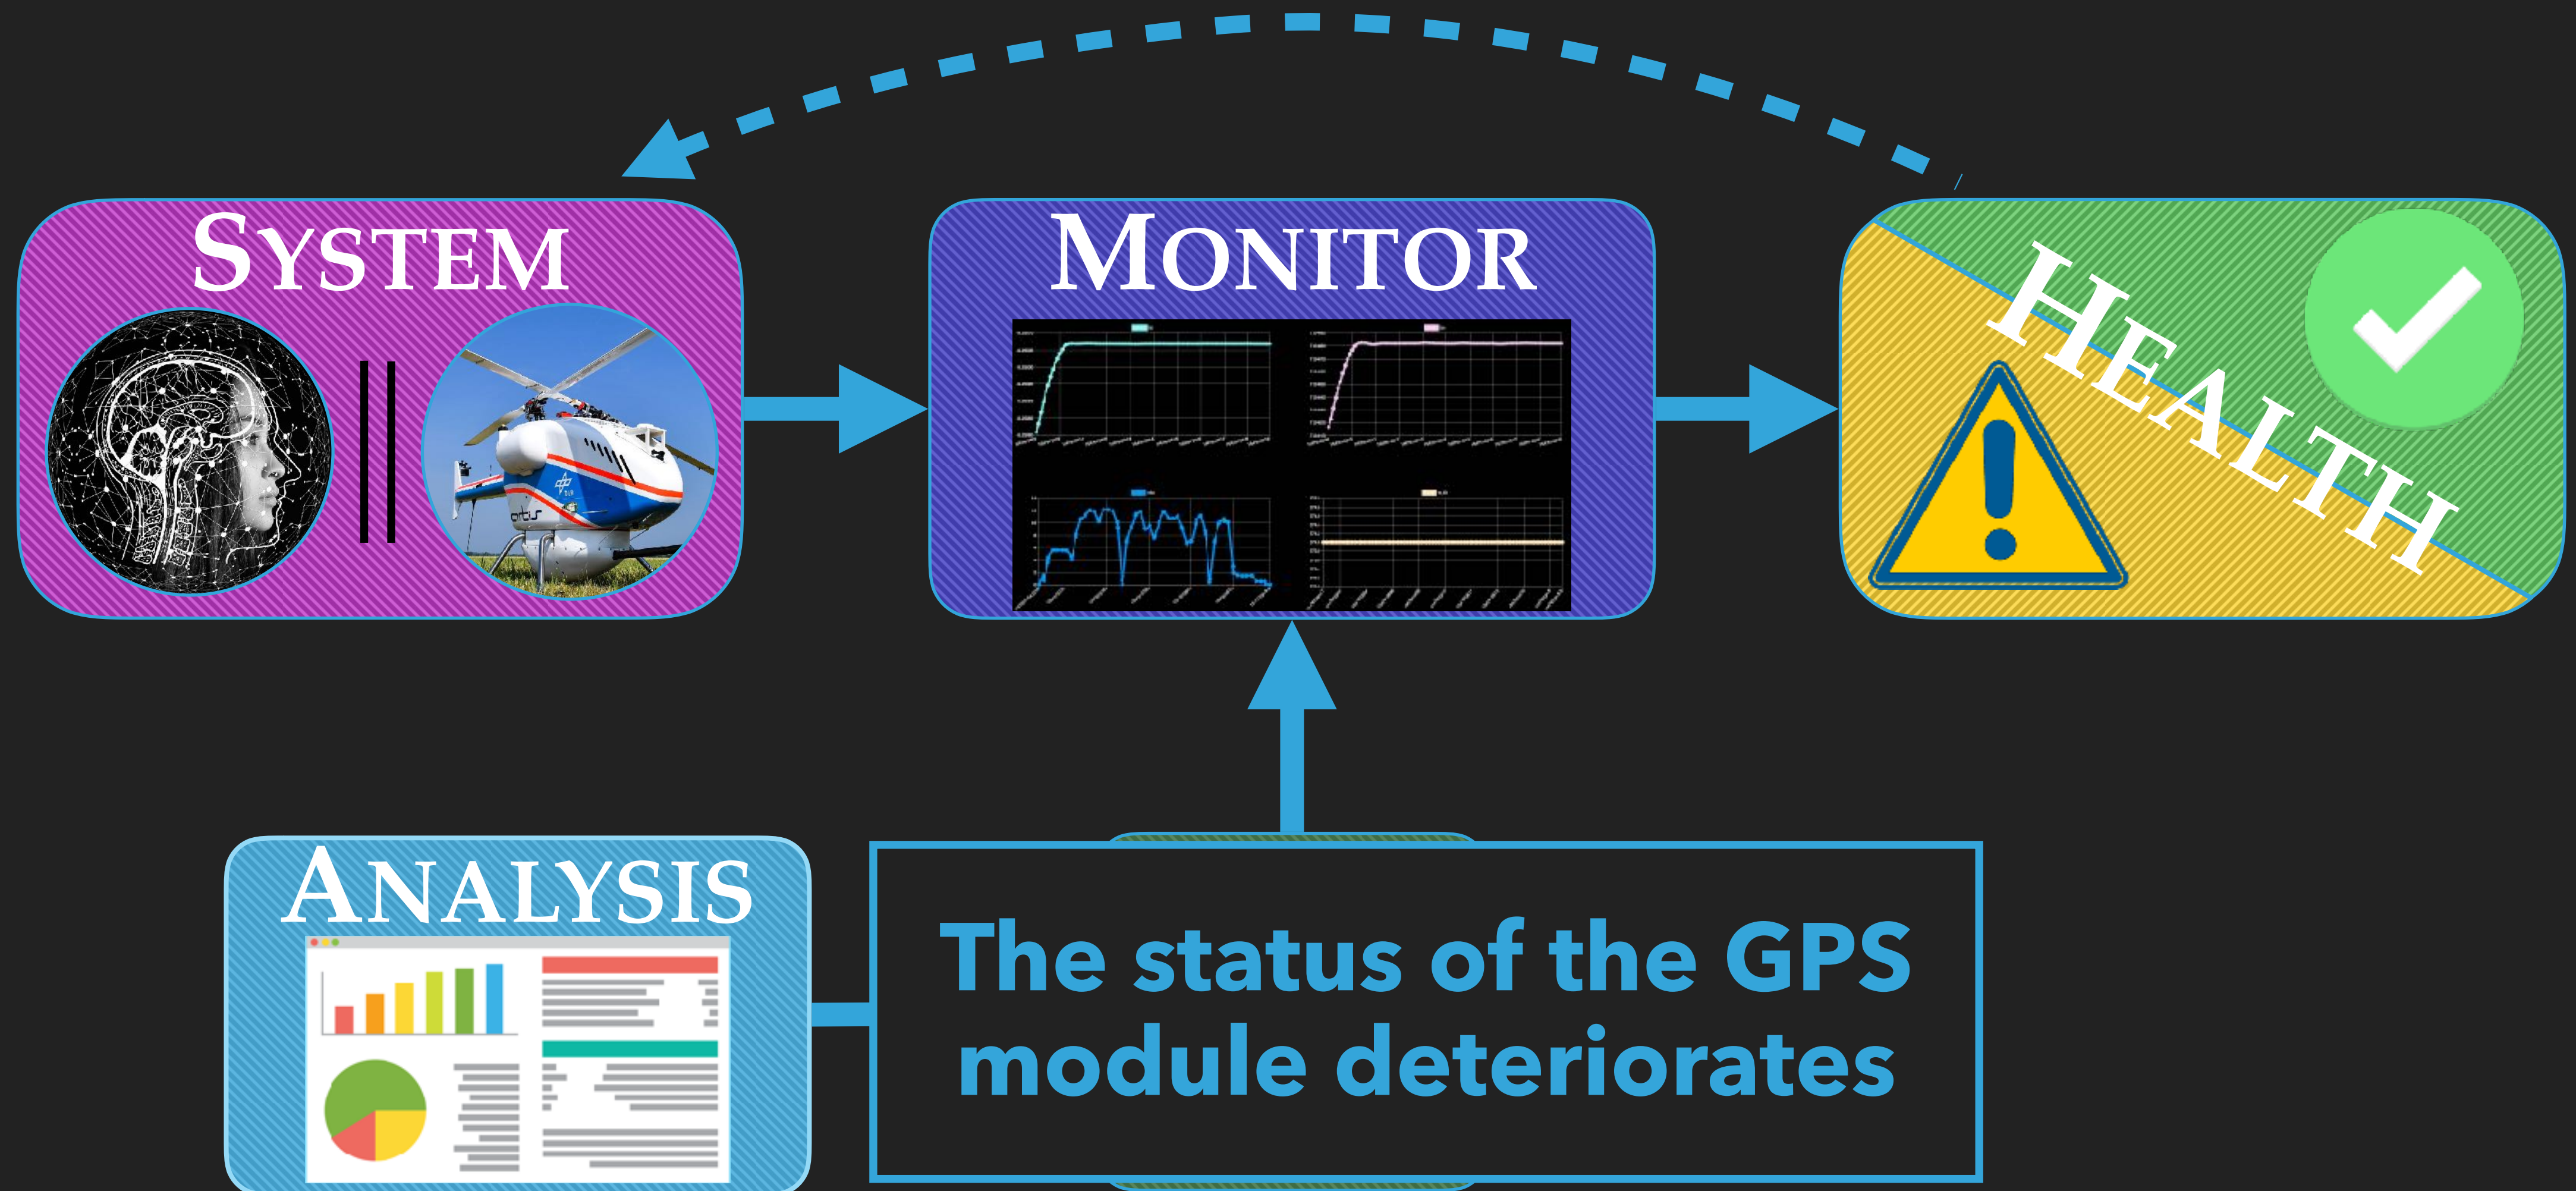 SYSTEM
MONITOR
HEALTH
ANALYSIS
The status of the GPS
module deteriorates